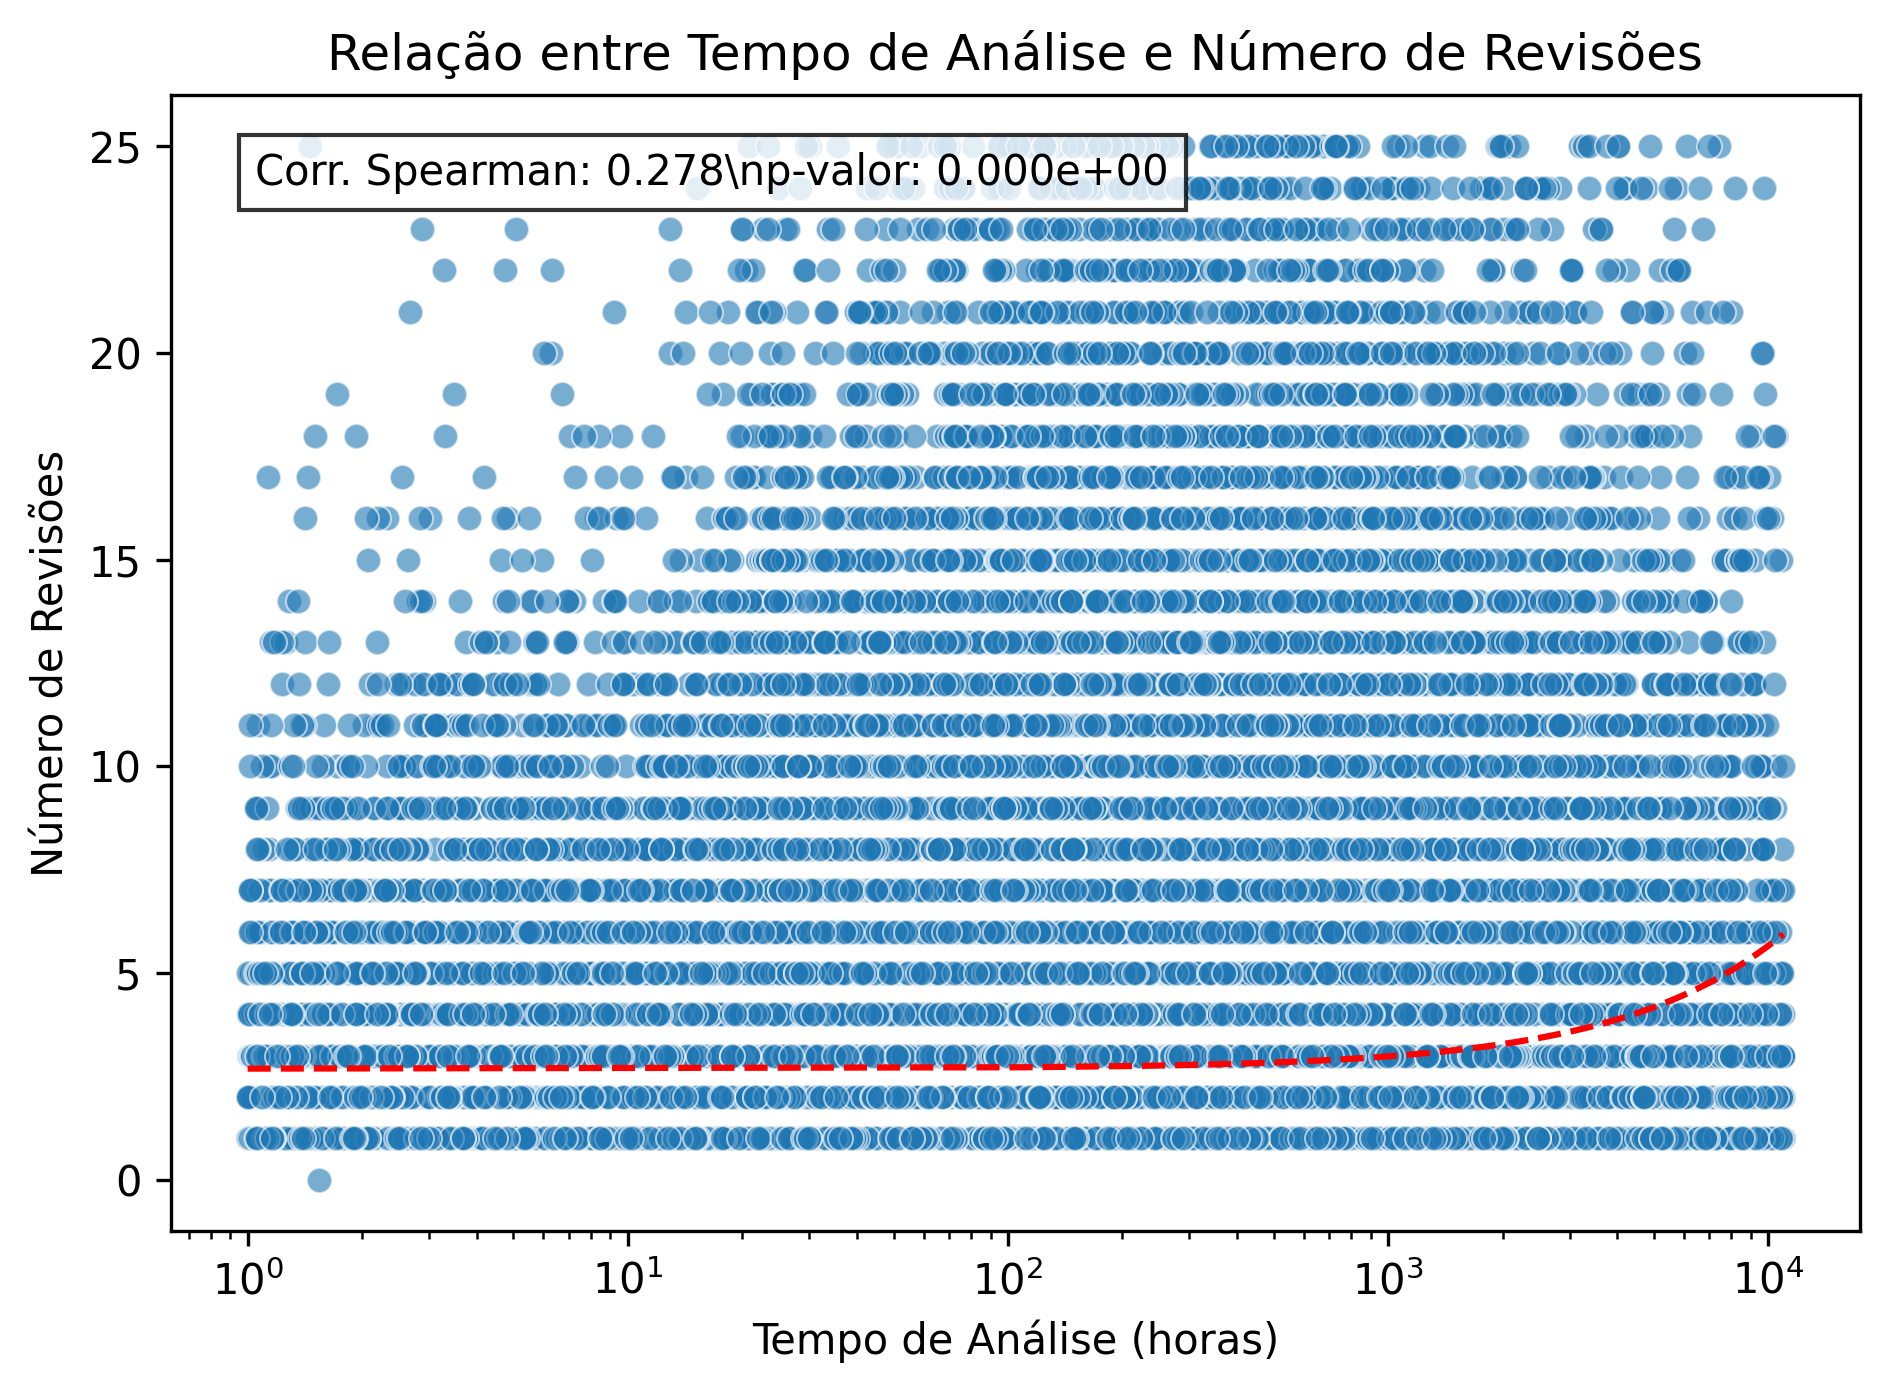 Relação entre Tempo de Análise e Número de Revisões
Corr. Spearman: 0.278\np-valor: 0.000e+00
Número de Revisões
25
20
15
10
5
0
10⁰ 10¹ 10² 10³ 10⁴
Tempo de Análise (horas)